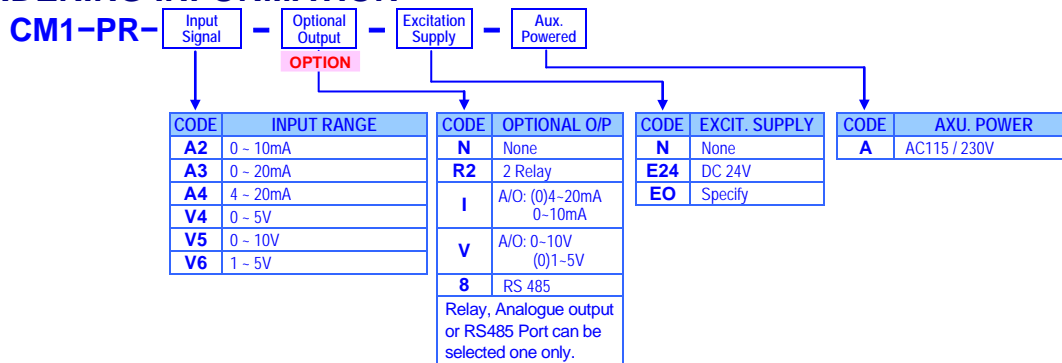 CM1-PR- Input Signal - Optional Output - Excitation Supply - Aux. Powered
OPTION
CODE INPUT RANGE
A2 0 ~ 10mA
A3 0 ~ 20mA
A4 4 ~ 20mA
V4 0 ~ 5V
V5 0 ~ 10V
V6 1 ~ 5V
CODE OPTIONAL O/P
N None
R2 2 Relay
I A/O: (0)4~20mA
0~10mA
V A/O: 0~10V
(0)1~5V
8 RS 485
Relay, Analogue output
or RS485 Port can be
selected one only.
CODE EXCIT. SUPPLY
N None
E24 DC 24V
EO Specify
CODE AXU. POWER
A AC115 / 230V